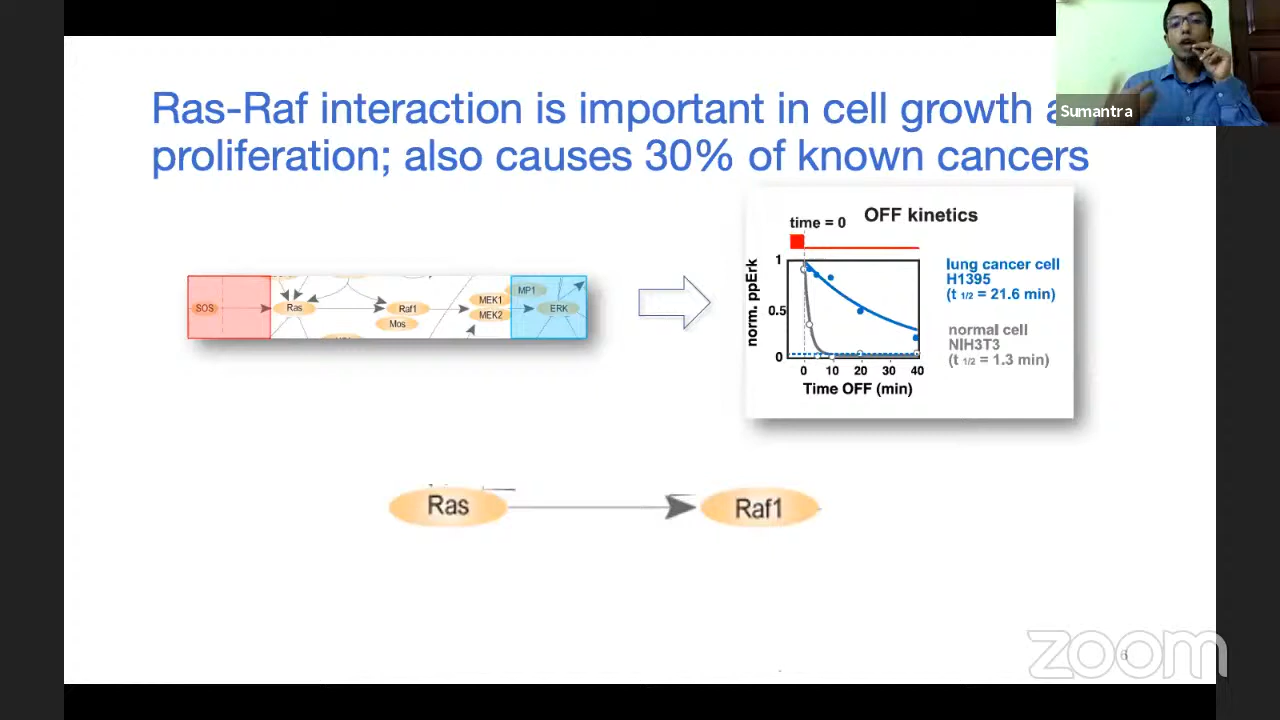 Ras-Raf interaction is important in cell growth
proliferation; also causes 30% of known cancers
Sumantra
time = 0
OFF kinetics
norm. ppErk
1
0.5
0
0 10 20 30 40
Time OFF (min)
lung cancer cell
H1395
(t 1/2 = 21.6 min)
normal cell
NIH3T3
(t 1/2 = 1.3 min)
SOS
Ras
Raf1
Mos
MEK1
MEK2
MP1
ERK
Ras
Raf1
zoom
6